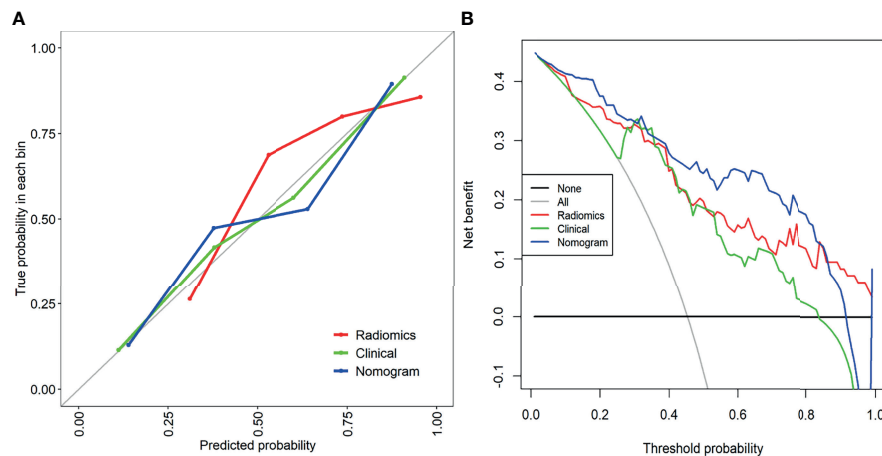 A
True probability in each bin
1.00
0.75
0.50
0.25
0.00
Radiomics
Clinical
Nomogram
0.00 0.25 0.50 0.75 1.00
Predicted probability
B
Net benefit
0.4
0.3
0.2
0.1
0.0
-0.1
None
All
Radiomics
Clinical
Nomogram
0.0 0.2 0.4 0.6 0.8 1.0
Threshold probability